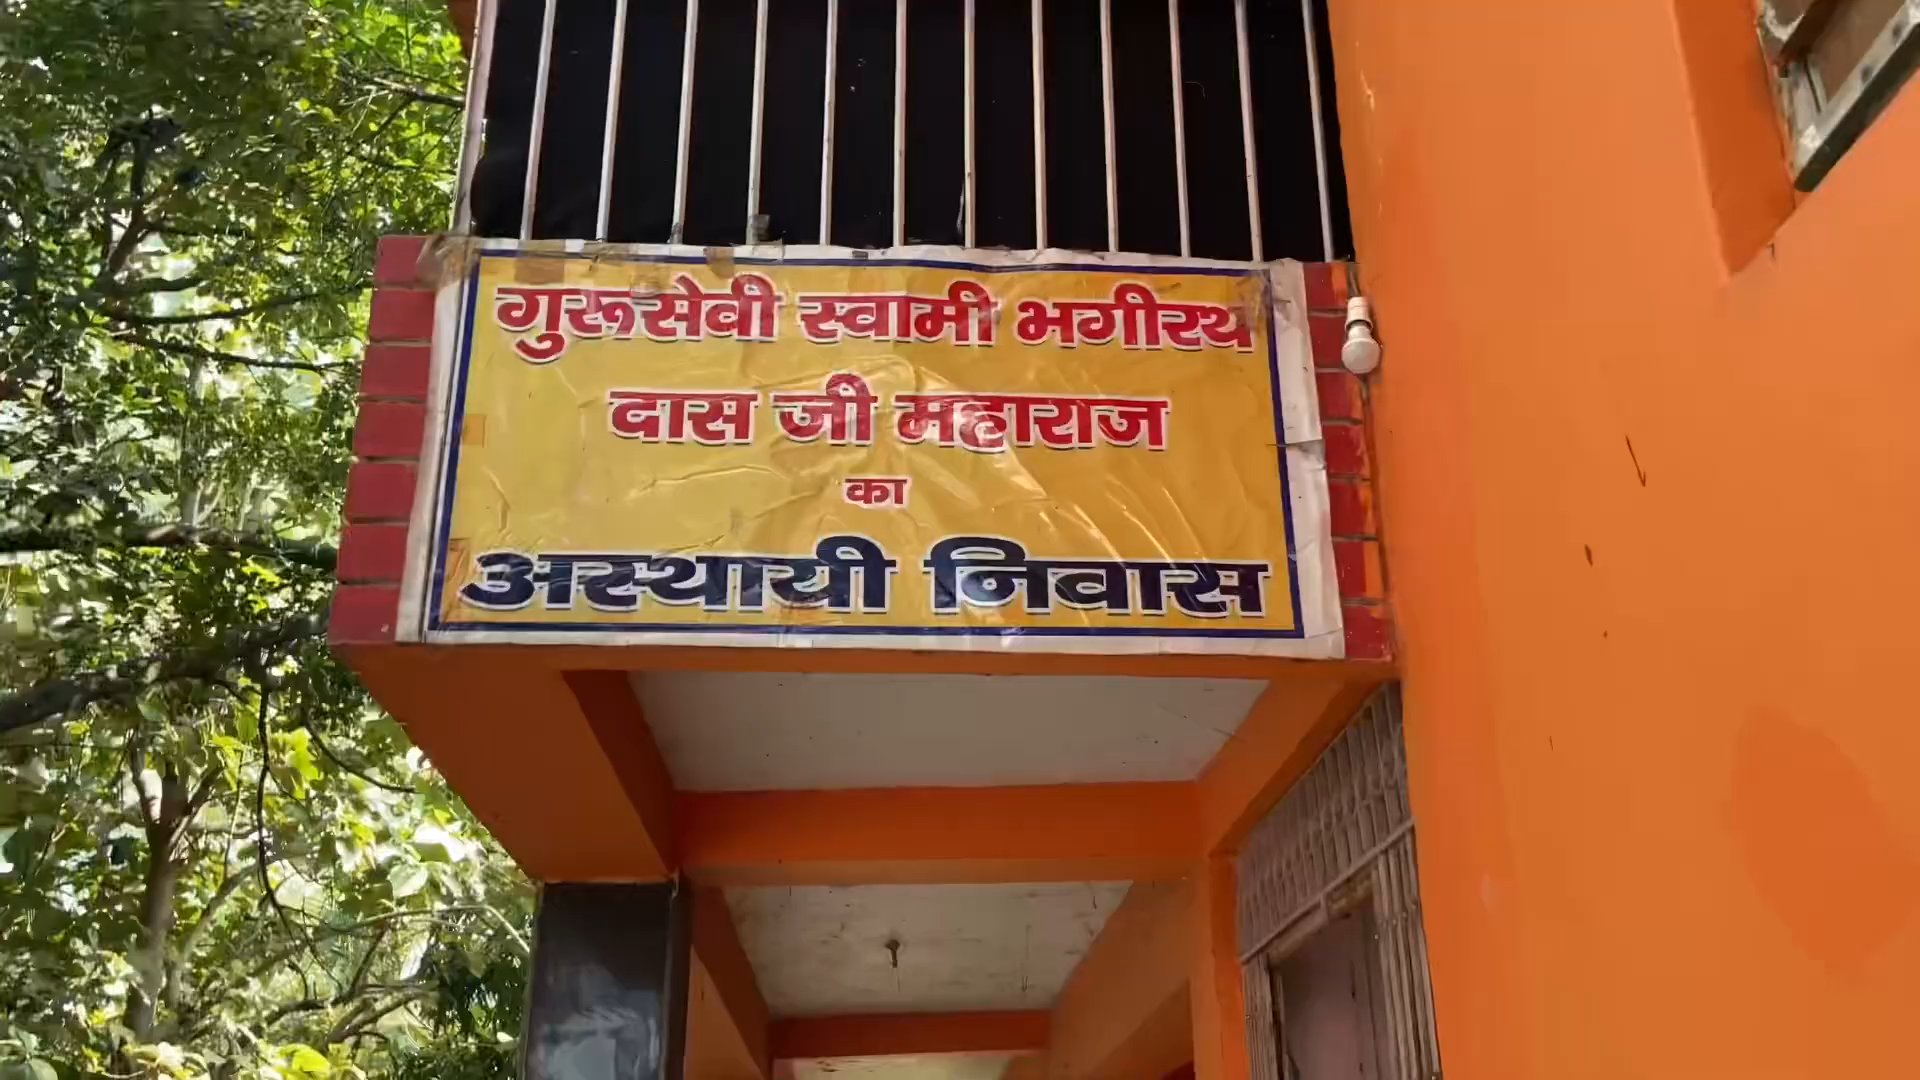 गुरूसेवी स्वामी भगीरथ
दास जी महाराज
का
अस्थायी निवास